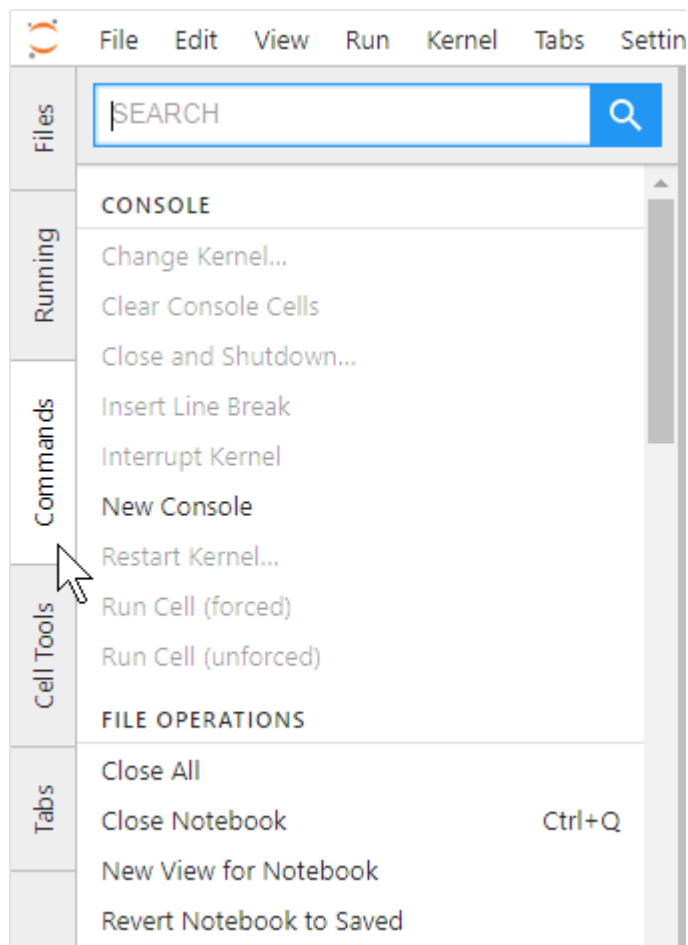 File Edit View Run Kernel Tabs Settin
Files
Running
Commands
Cell Tools
Tabs
SEARCH
CONSOLE
Change Kernel...
Clear Console Cells
Close and Shutdown...
Insert Line Break
Interrupt Kernel
New Console
Restart Kernel...
Run Cell (forced)
Run Cell (unforced)
FILE OPERATIONS
Close All
Close Notebook Ctrl+Q
New View for Notebook
Revert Notebook to Saved